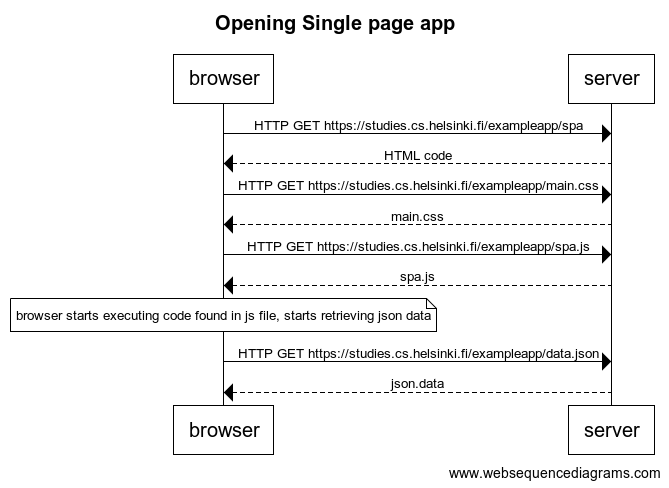 Opening Single page app
browser
server
HTTP GET https://studies.cs.helsinki.fi/exampleapp/spa
HTML code
HTTP GET https://studies.cs.helsinki.fi/exampleapp/main.css
main.css
HTTP GET https://studies.cs.helsinki.fi/exampleapp/spa.js
spa.js
browser starts executing code found in js file, starts retrieving json data
HTTP GET https://studies.cs.helsinki.fi/exampleapp/data.json
json.data
browser
server
www.websequencediagrams.com